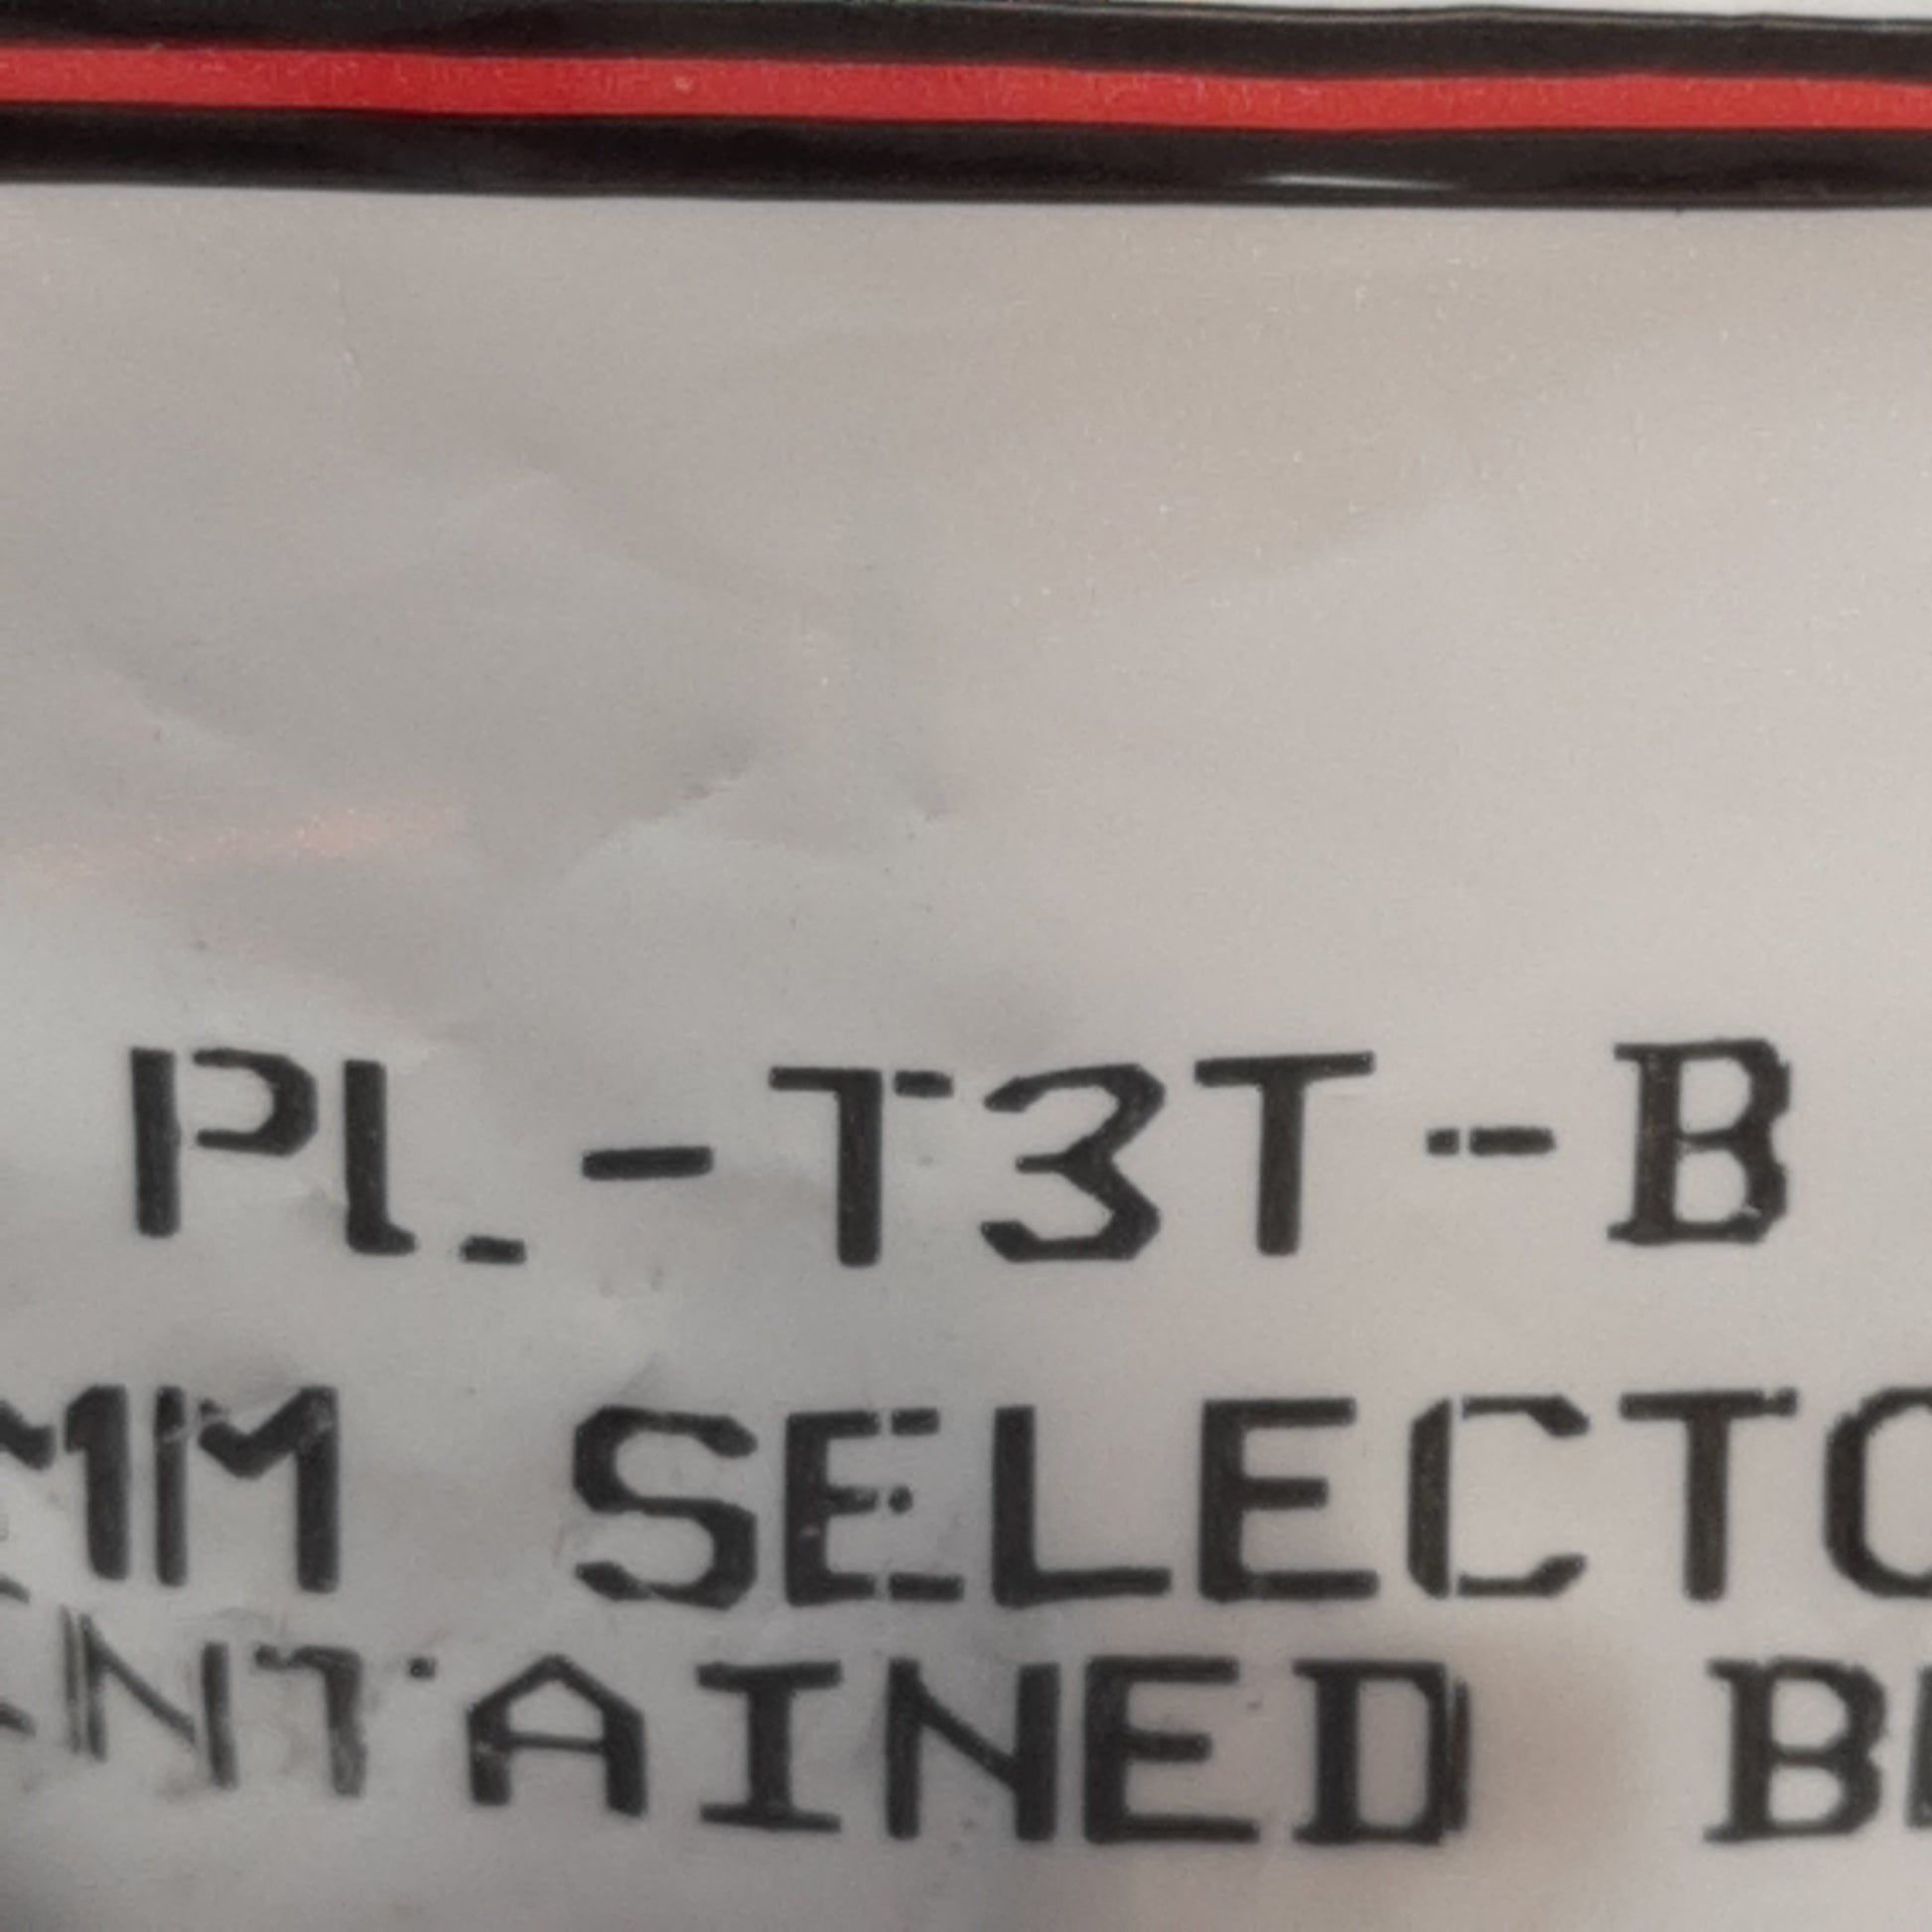 PL-T3T-B
MM SELECTO
NTAINED B